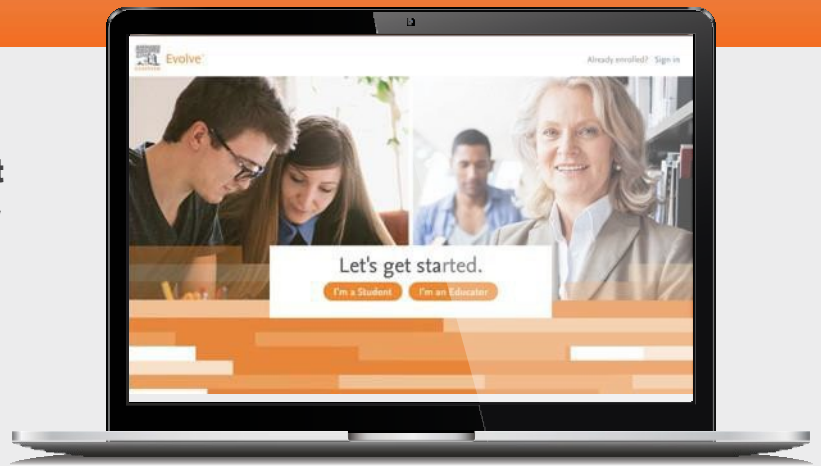 Evolve
Already enrolled? Sign in
t
Let's get started.
I'm a Student I'm an Educator